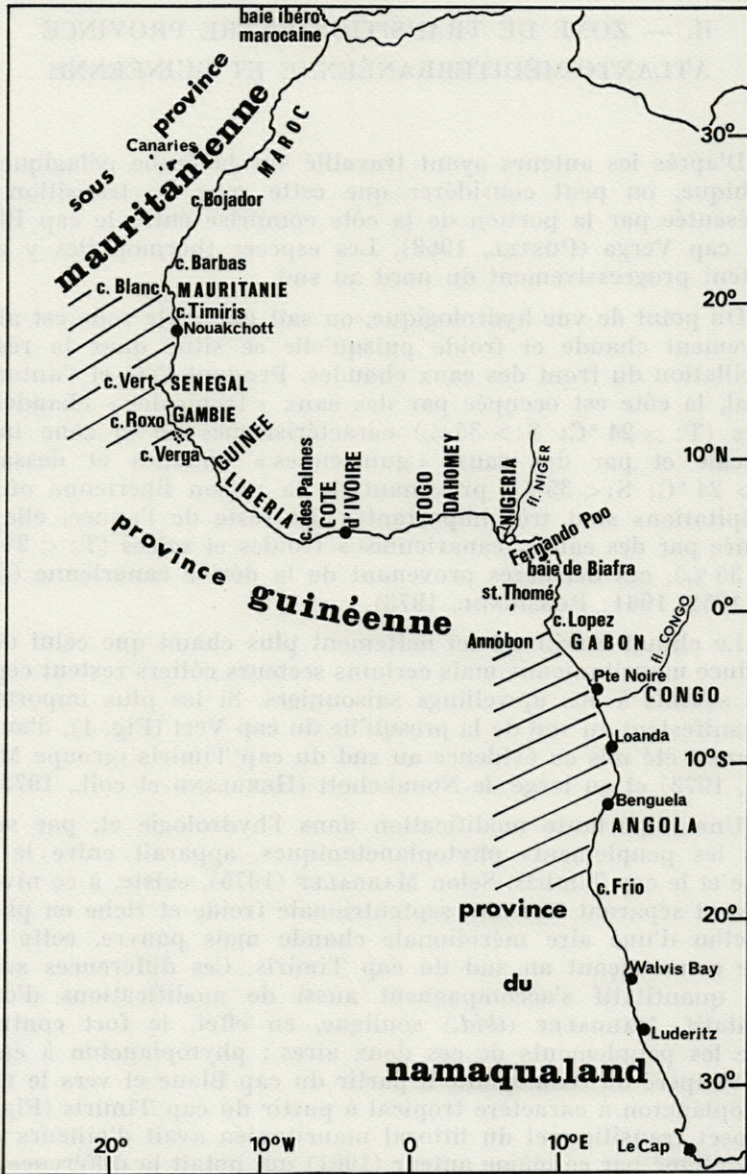 baie ibéro
marocaine
sous province
mauritanienne
Canaries
MAROC
30°
c.Bojador
c. Barbas
c. Blanc
MAURITANIE
20°
c.Timiris
Nouakchott
c.Vert
SENEGAL
GAMBIE
c. Roxo
c. Verga
GUINEE
LIBERIA
c.des Palmes
COTE
d'IVOIRE
TOGO
DAHOMEY
NIGERIA
fl. NIGER
10°N
Fernando Poo
baie de Biafra
Province guinéenne
st.Thomé
0°
c. Lopez
Annobon
GABON
fl. CONGO
Pte Noire
CONGO
Loanda
10°S
Benguela
ANGOLA
c. Frio
province
20°
du
Walvis Bay
Luderitz
namaqualand
30°
20°
10°W
0
10°E
Le Cap